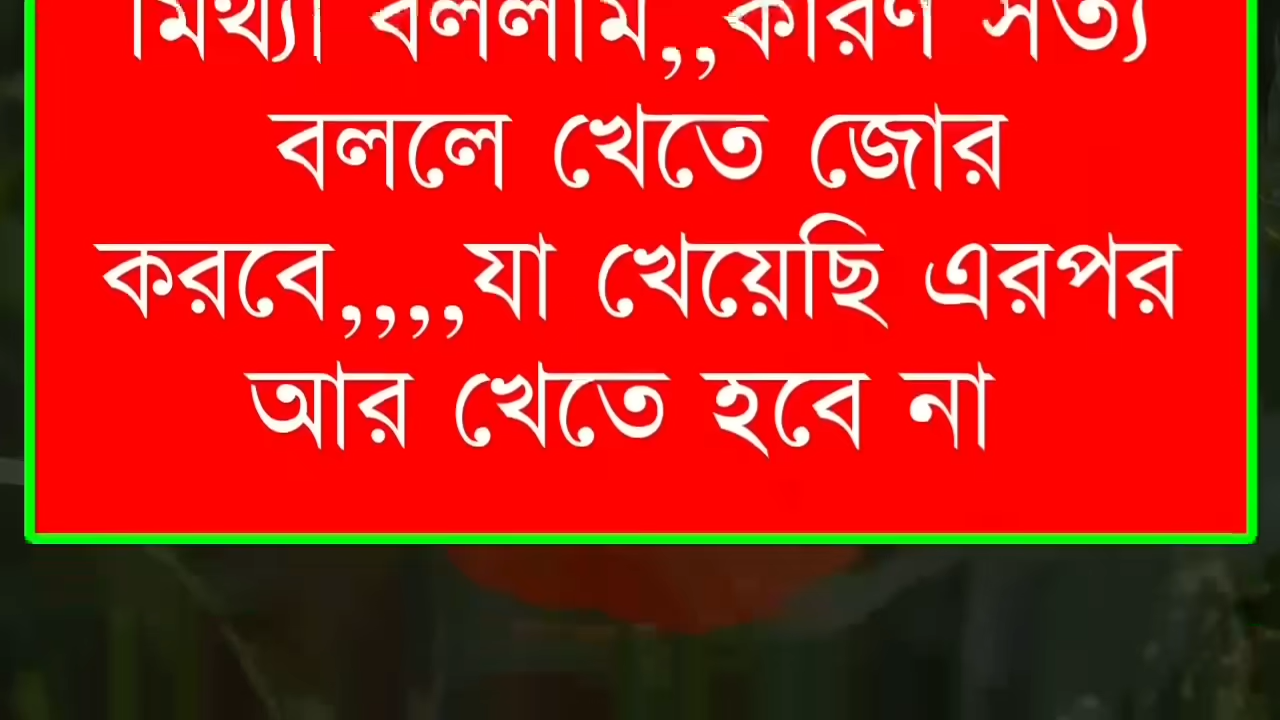 মিথ্যা বললাম,,কারণ সত্য
বললে খেতে জোর
করবে,,,,যা খেয়েছি এরপর
আর খেতে হবে না